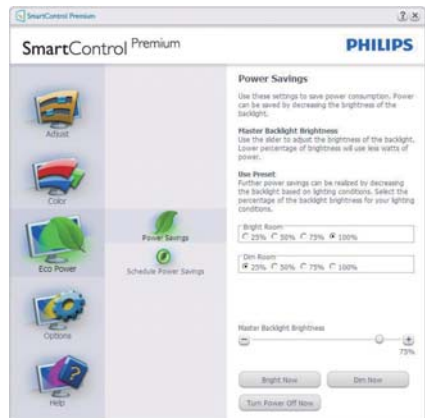 SmartControl Premium
SmartControl Premium
PHILIPS
Adjust
Color
Eco Power
Options
Help
Power Savings
Schedule Power Savings
Power Savings
Use these settings to save power consumption. Power
can be saved by decreasing the brightness of the
backlight.
Master Backlight Brightness
Use the slider to adjust the brightness of the backlight.
Lower percentage of brightness will use less watts of
power.
Use Preset
Further power savings can be realized by decreasing
the backlight based on lighting conditions. Select the
percentage of the backlight brightness for your lighting
conditions.
Bright Room
25% 50% 75% 100%
Dim Room
25% 50% 75% 100%
Master Backlight Brightness
75%
Bright Now
Dim Now
Turn Power Off Now